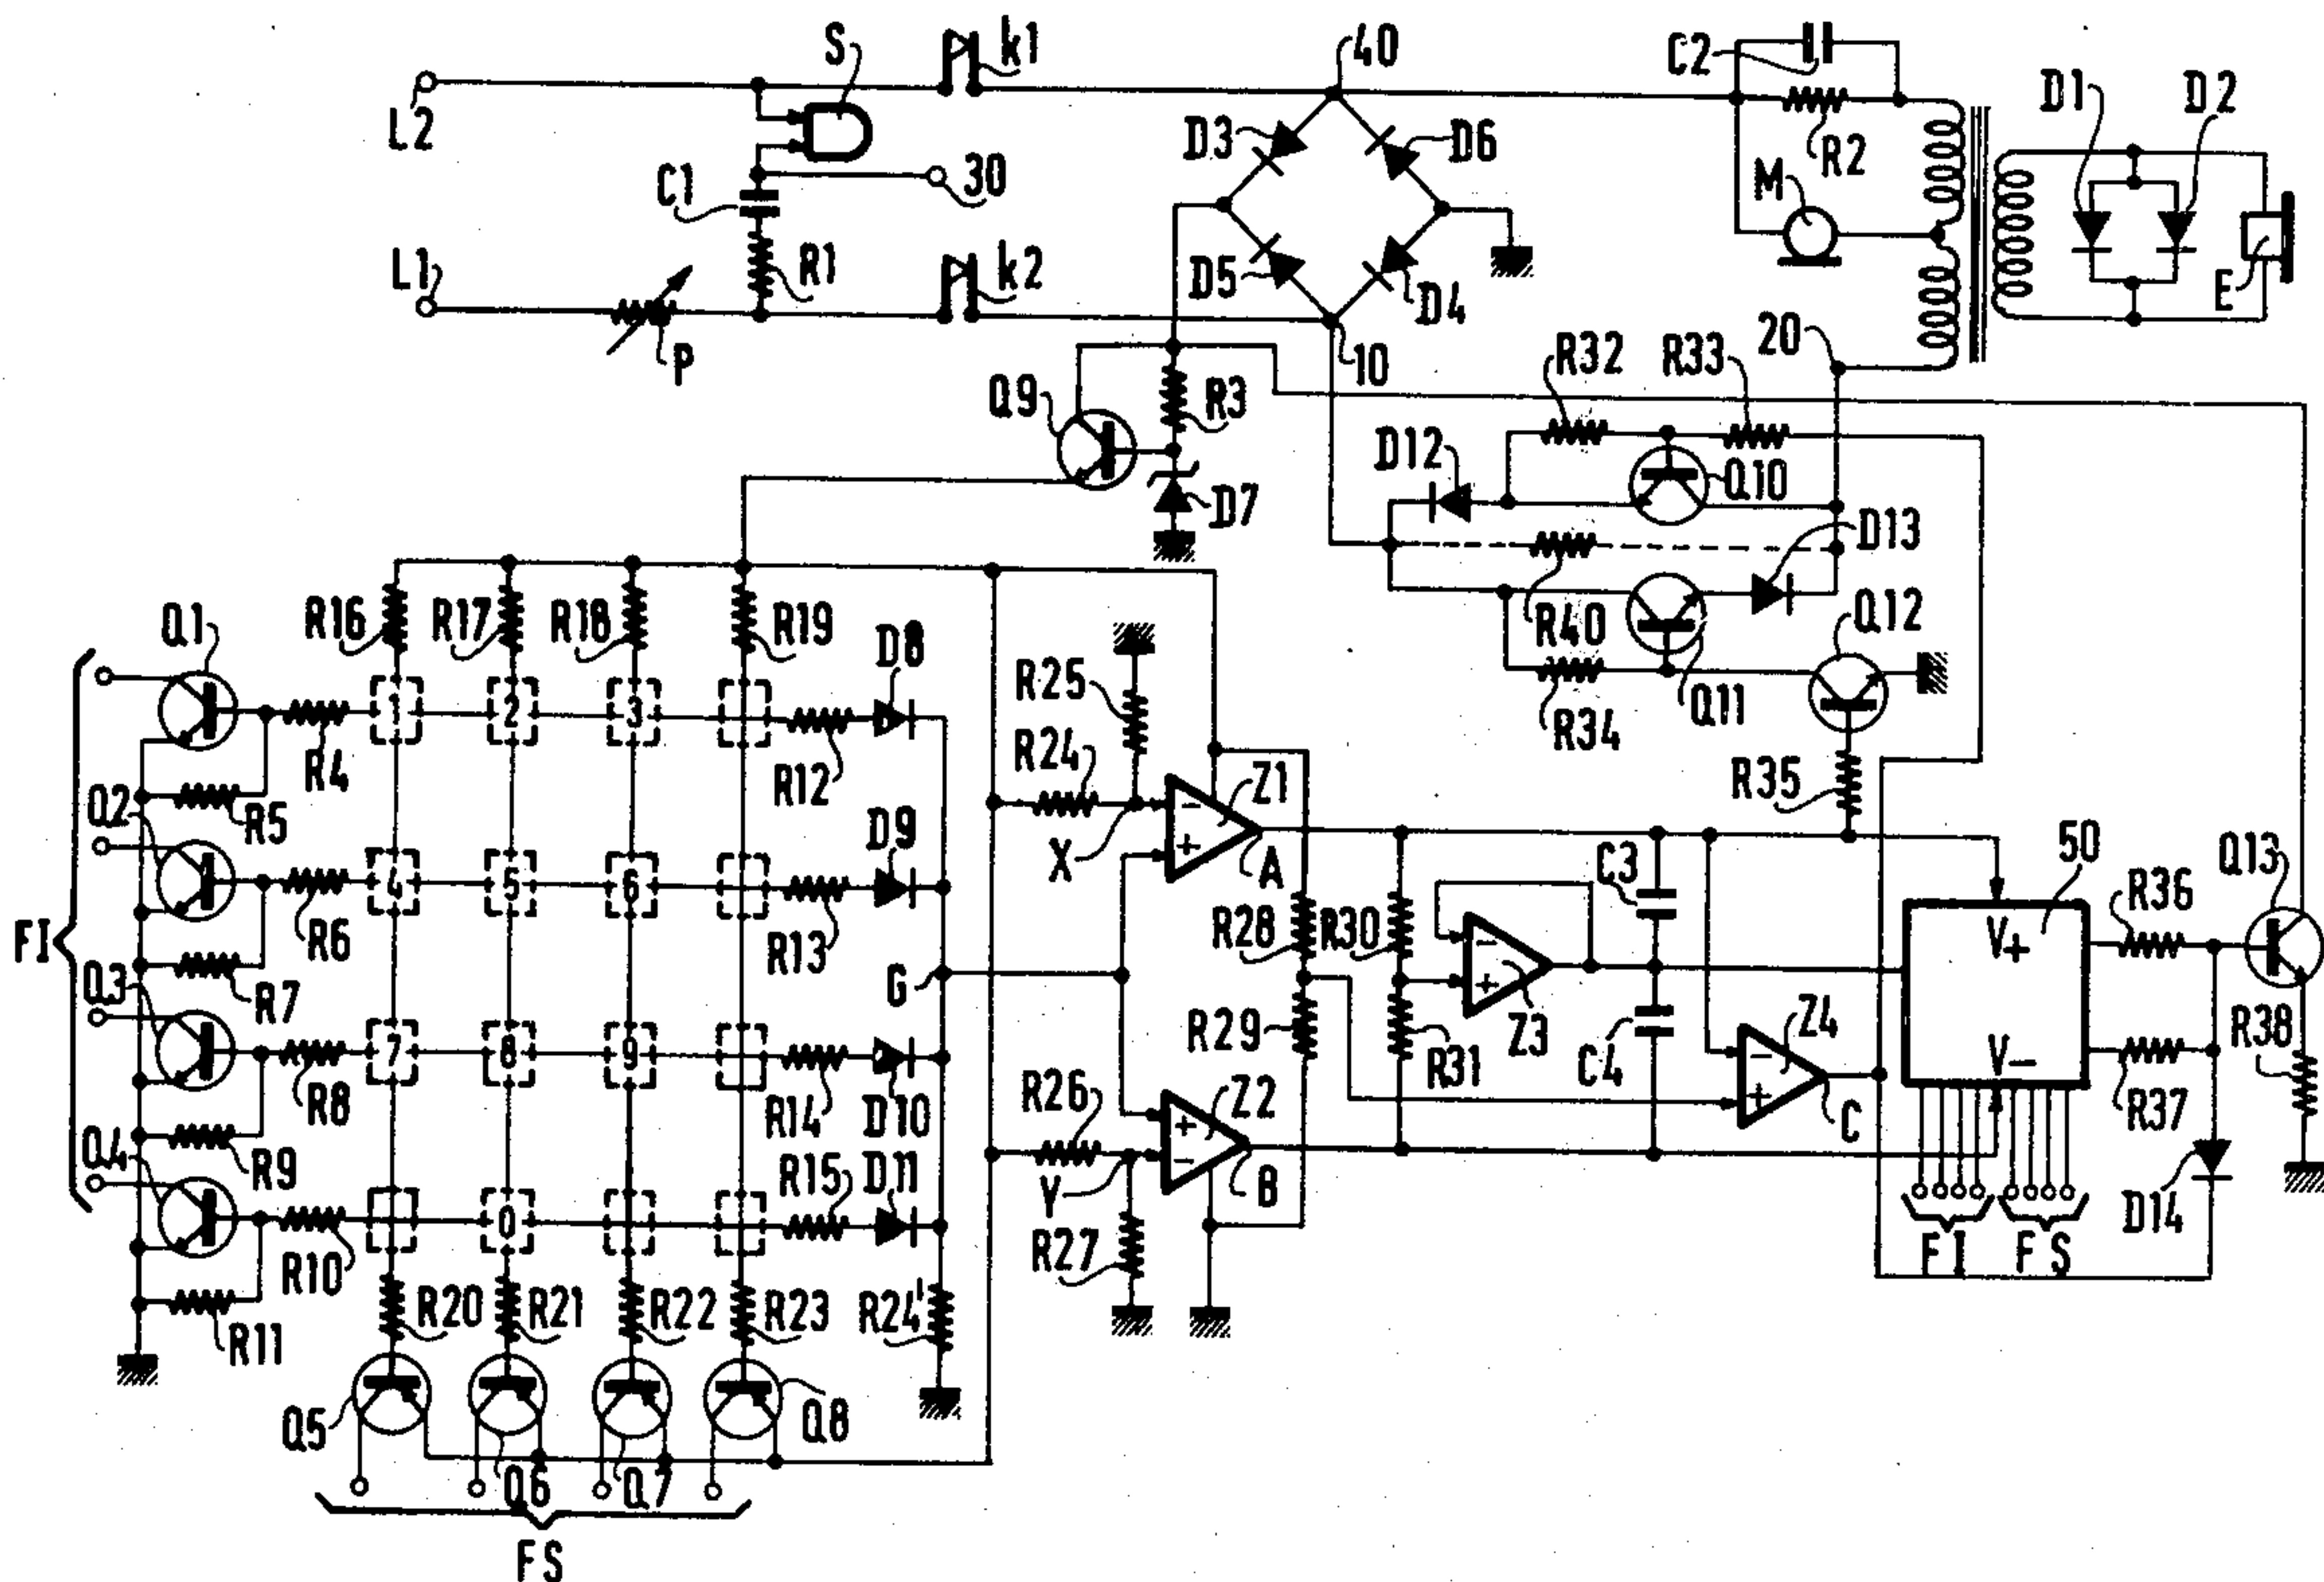 S k1 40 C2
L2 D1 D2
D3 D6 R2
C1 30 M
L1 R1 k2 D5 D4 E
P 10 20
Q9 R3 R32 R33
D12 Q10
D7 D13
Q1 R16 R17 R18 R19 D8 R40 Q12
1 2 3 R25 Q11
R4 R12 R24 R34
Q2 R5 D9 X - + Z1 A R35 50 Q13
4 5 6 C3 R36
FI R6 R13 R28 R30 - + V+
Q3 R7 G Z3 Z4 R38
7 8 9 R29 R31 C4 - + V-
R8 R14 D10 R26 + - Z2 C R37
Q4 R9 R15 D11 Y B
0 R27 FI FS D14
R10 R20 R21 R22 R23 R24'
R11
Q5 Q6 Q7 Q8
FS